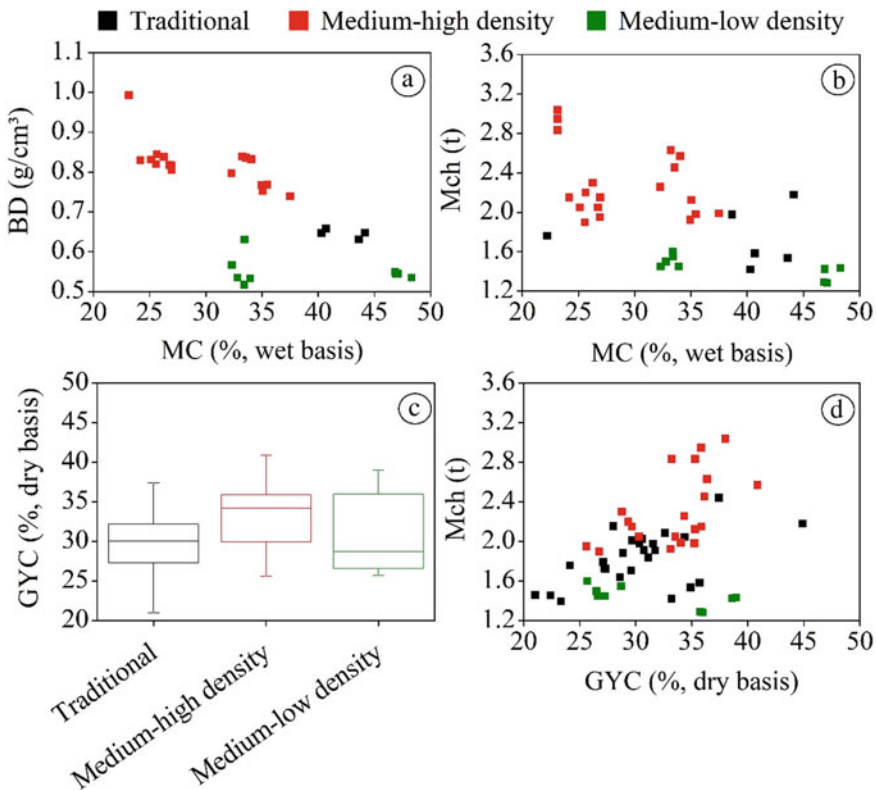 Traditional Medium-high density Medium-low density
a
BD (g/cm³)
1.1
1.0
0.9
0.8
0.7
0.6
0.5
20 25 30 35 40 45 50
MC (%, wet basis)
b
Mch (t)
3.6
3.2
2.8
2.4
2.0
1.6
1.2
20 25 30 35 40 45 50
MC (%, wet basis)
c
GYC (%, dry basis)
50
45
40
35
30
25
20
Traditional
Medium-high density
Medium-low density
d
Mch (t)
3.6
3.2
2.8
2.4
2.0
1.6
1.2
20 25 30 35 40 45 50
GYC (%, dry basis)